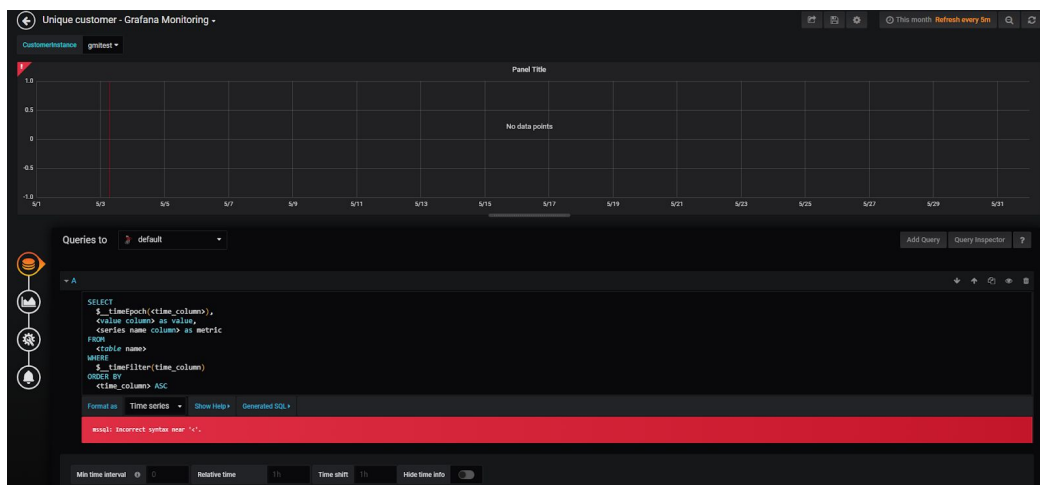 Unique customer - Grafana Monitoring
This month Refresh every 5m
CustomerInstance gmitest
!
Panel Title
1.0
0.5
No data points
0
-0.5
-1.0
5/1 5/3 5/5 5/7 5/9 5/11 5/13 5/15 5/17 5/19 5/21 5/23 5/25 5/27 5/29 5/31
Queries to default Add Query Query Inspector ?
A
SELECT
$__timeEpoch(<time_column>),
<value column> as value,
<series name column> as metric
FROM
<table name>
WHERE
$__timeFilter(time_column)
ORDER BY
<time_column> ASC
Format as Time series Show Help Generated SQL
mssql: Incorrect syntax near '<'.
Min time interval 0 Relative time 1h Time shift 1h Hide time info